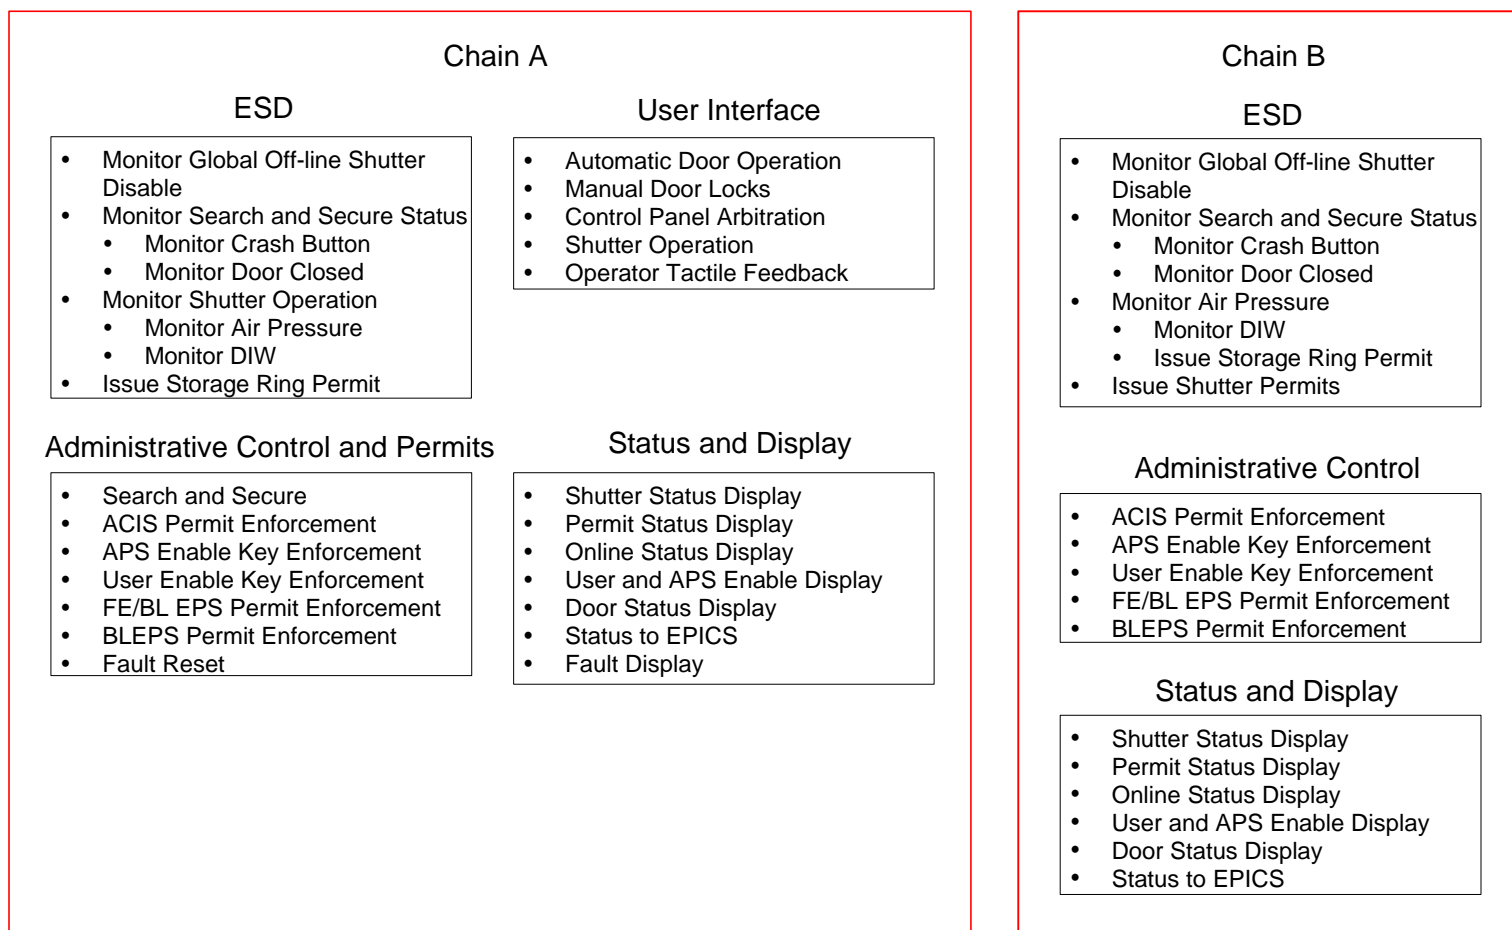 Chain A
ESD
• Monitor Global Off-line Shutter
Disable
• Monitor Search and Secure Status
• Monitor Crash Button
• Monitor Door Closed
• Monitor Shutter Operation
• Monitor Air Pressure
• Monitor DIW
• Issue Storage Ring Permit
User Interface
• Automatic Door Operation
• Manual Door Locks
• Control Panel Arbitration
• Shutter Operation
• Operator Tactile Feedback
Administrative Control and Permits
• Search and Secure
• ACIS Permit Enforcement
• APS Enable Key Enforcement
• User Enable Key Enforcement
• FE/BL EPS Permit Enforcement
• BLEPS Permit Enforcement
• Fault Reset
Status and Display
• Shutter Status Display
• Permit Status Display
• Online Status Display
• User and APS Enable Display
• Door Status Display
• Status to EPICS
• Fault Display
Chain B
ESD
• Monitor Global Off-line Shutter
Disable
• Monitor Search and Secure Status
• Monitor Crash Button
• Monitor Door Closed
• Monitor Air Pressure
• Monitor DIW
• Issue Storage Ring Permit
• Issue Shutter Permits
Administrative Control
• ACIS Permit Enforcement
• APS Enable Key Enforcement
• User Enable Key Enforcement
• FE/BL EPS Permit Enforcement
• BLEPS Permit Enforcement
Status and Display
• Shutter Status Display
• Permit Status Display
• Online Status Display
• User and APS Enable Display
• Door Status Display
• Status to EPICS